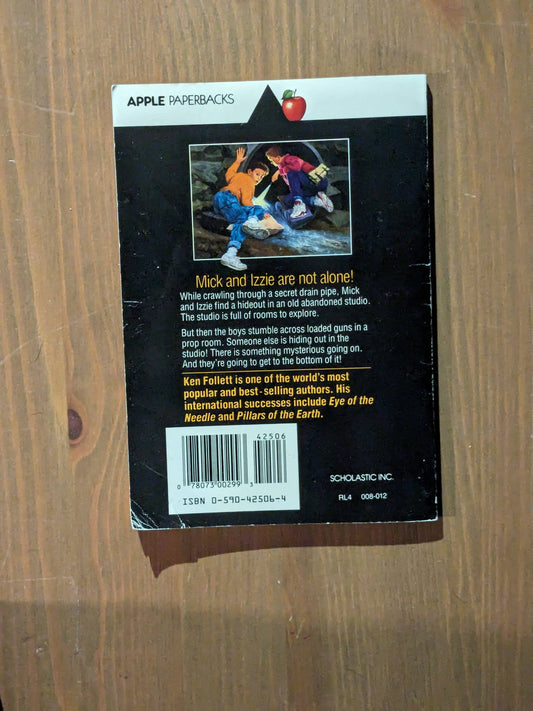 APPLE PAPERBACKS
Mick and Izzie are not alone!
While crawling through a secret drain pipe, Mick
and Izzie find a hideout in an old abandoned studio.
The studio is full of rooms to explore.
But then the boys stumble across loaded guns in a
prop room. Someone else is hiding out in the
studio! There is something mysterious going on.
And they're going to get to the bottom of it!
Ken Follett is one of the world's most
popular and best-selling authors. His
international successes include Eye of the
Needle and Pillars of the Earth.
42506
0 78073 00299 3
ISBN 0-590-42506-4
SCHOLASTIC INC.
RL4 008-012